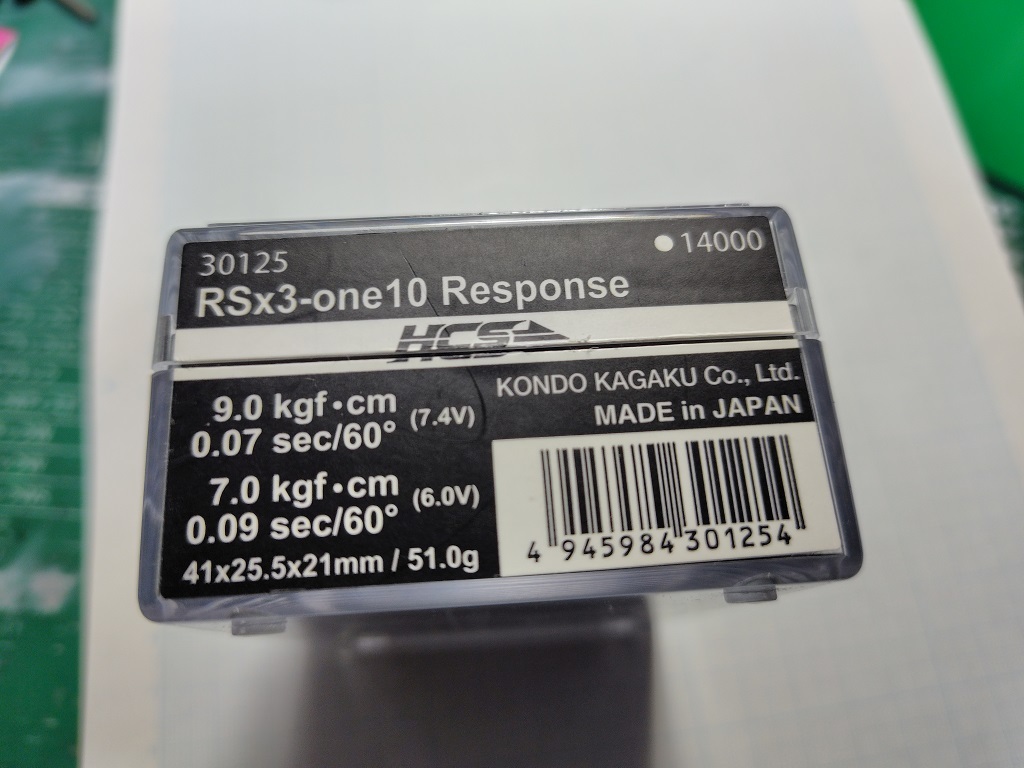 30125
●14000
RSx3-one10 Response
HCS
9.0 kgf・cm
0.07 sec/60° (7.4V)
7.0 kgf・cm
0.09 sec/60° (6.0V)
41x25.5x21mm / 51.0g
KONDO KAGAKU Co., Ltd.
MADE in JAPAN
4 945984 301254